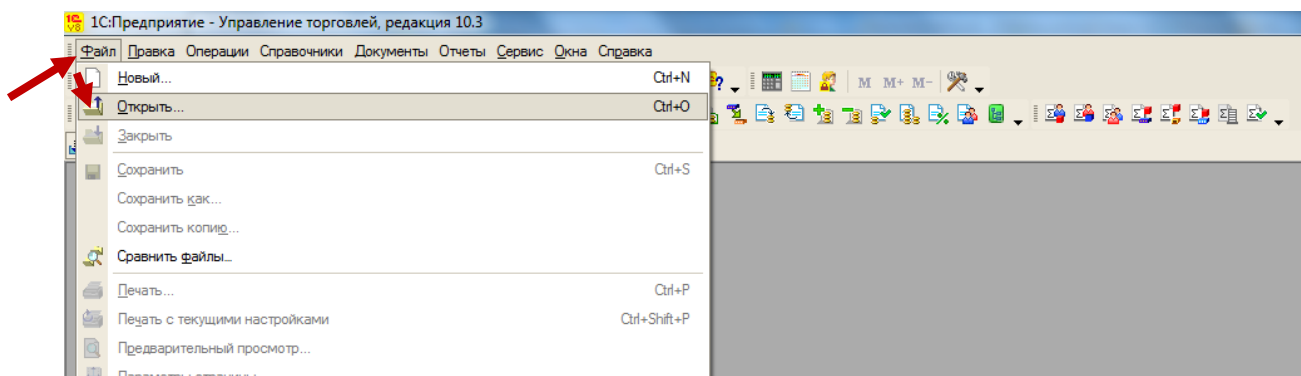 1С:Предприятие - Управление торговлей, редакция 10.3
Файл Правка Операции Справочники Документы Отчеты Сервис Окна Справка
Новый... Ctrl+N
M M+ M-
Открыть... Ctrl+O
Закрыть
Сохранить Ctrl+S
Сохранить как...
Сохранить копию...
Сравнить файлы...
Печать... Ctrl+P
Печать с текущими настройками Ctrl+Shift+P
Предварительный просмотр...